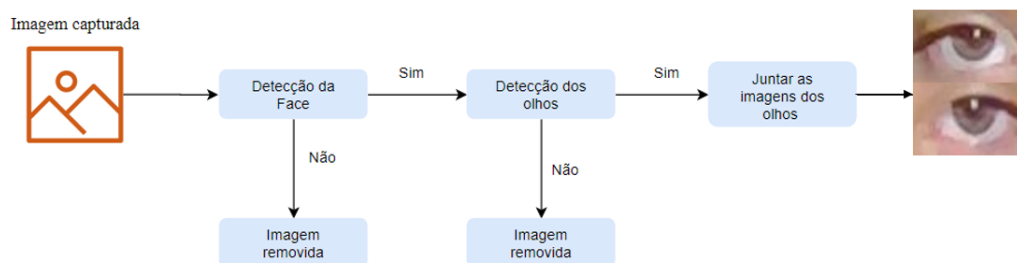 Imagem capturada
Detecção da
Face
Sim
Detecção dos
olhos
Sim
Juntar as
imagens dos
olhos
Não
Não
Imagem
removida
Imagem
removida